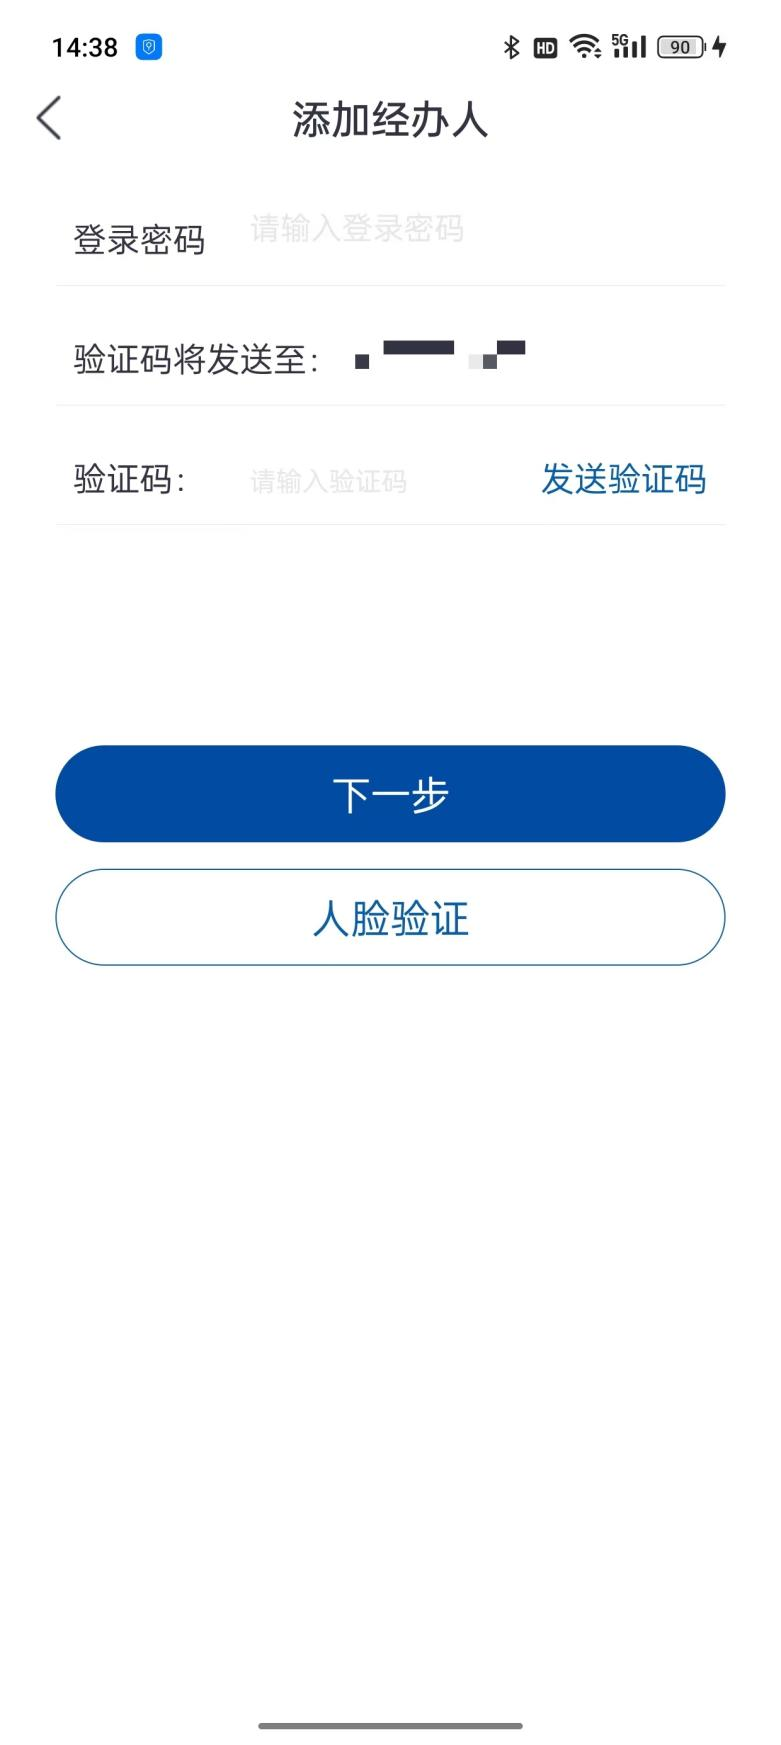 14:38
HD 5G 90
添加经办人
登录密码 请输入登录密码
验证码将发送至：
验证码： 请输入验证码 发送验证码
下一步
人脸验证